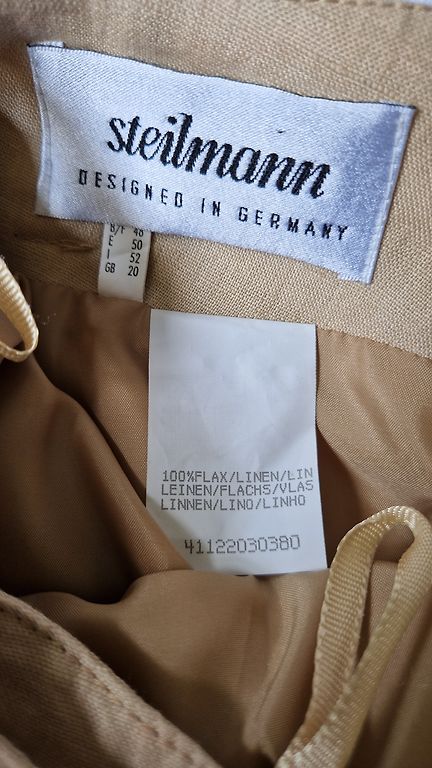 steilmann
DESIGNED IN GERMANY
B/F 48
E 50
I 52
GB 20
100%FLAX/LINEN/LIN
LEINEN/FLACHS/VLAS
LINNEN/LINO/LINHO
41122030380